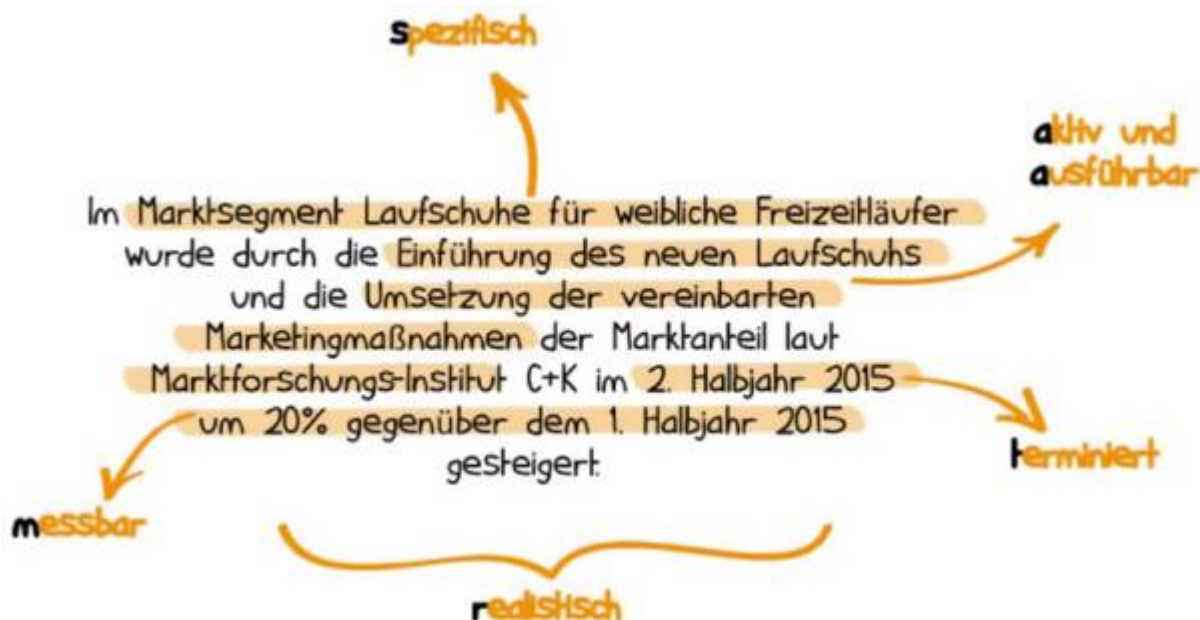 spezifisch
aktiv und
ausführbar
Im Marktsegment Laufschuhe für weibliche Freizeitläufer
wurde durch die Einführung des neuen Laufschuhs
und die Umsetzung der vereinbarten
Marketingmaßnahmen der Marktanteil laut
Marktforschungs-Institut C+K im 2. Halbjahr 2015
um 20% gegenüber dem 1. Halbjahr 2015
gesteigert.
terminiert
messbar
realistisch